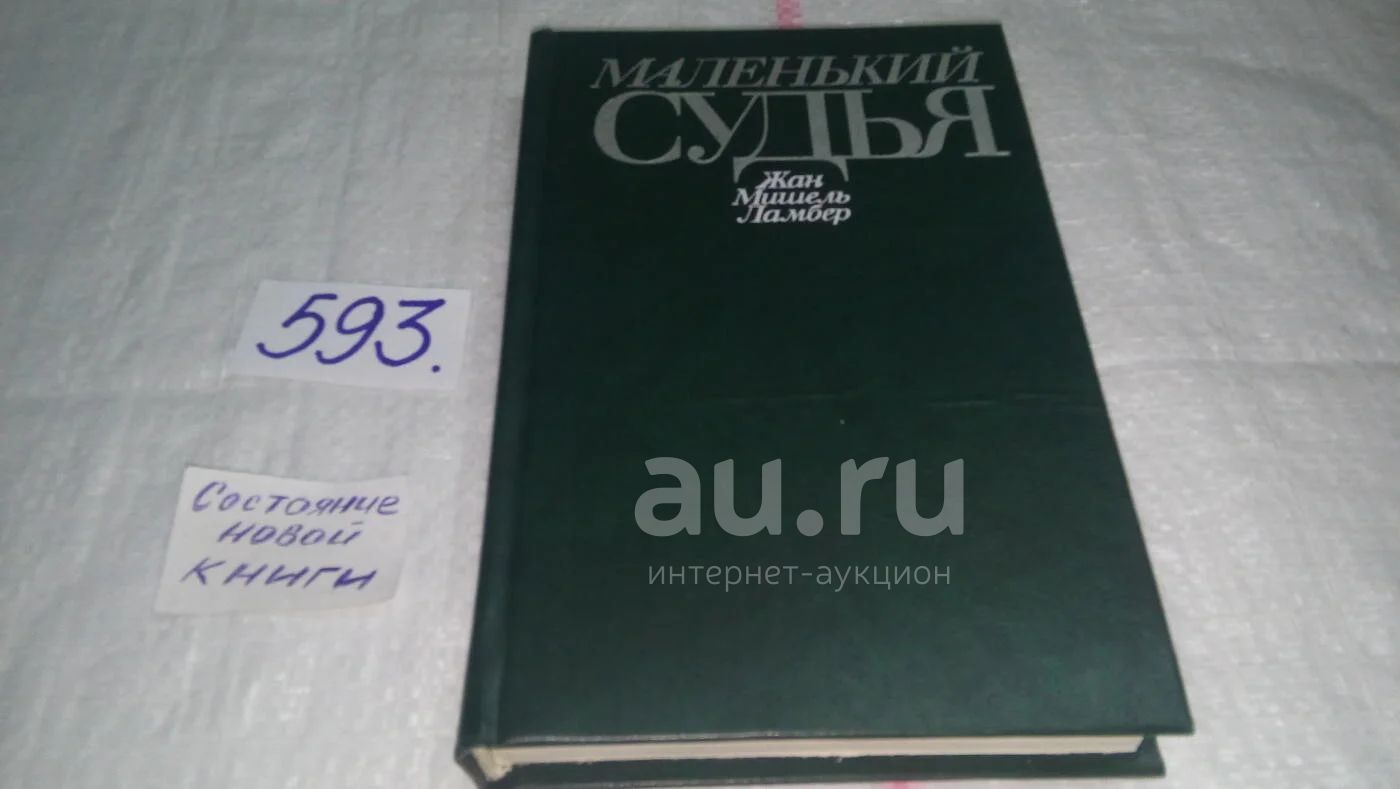 МАЛЕНЬКИЙ
СУДЬЯ
Жан
Мишель
Ламбер
593.
Состояние
новой
книги
au.ru
интернет-аукцион